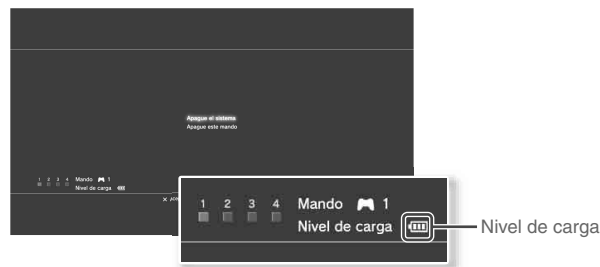 Apague el sistema
Apague este mando
1 2 3 4 Mando 1
Nivel de carga
1 2 3 4 Mando 1
Nivel de carga
Nivel de carga